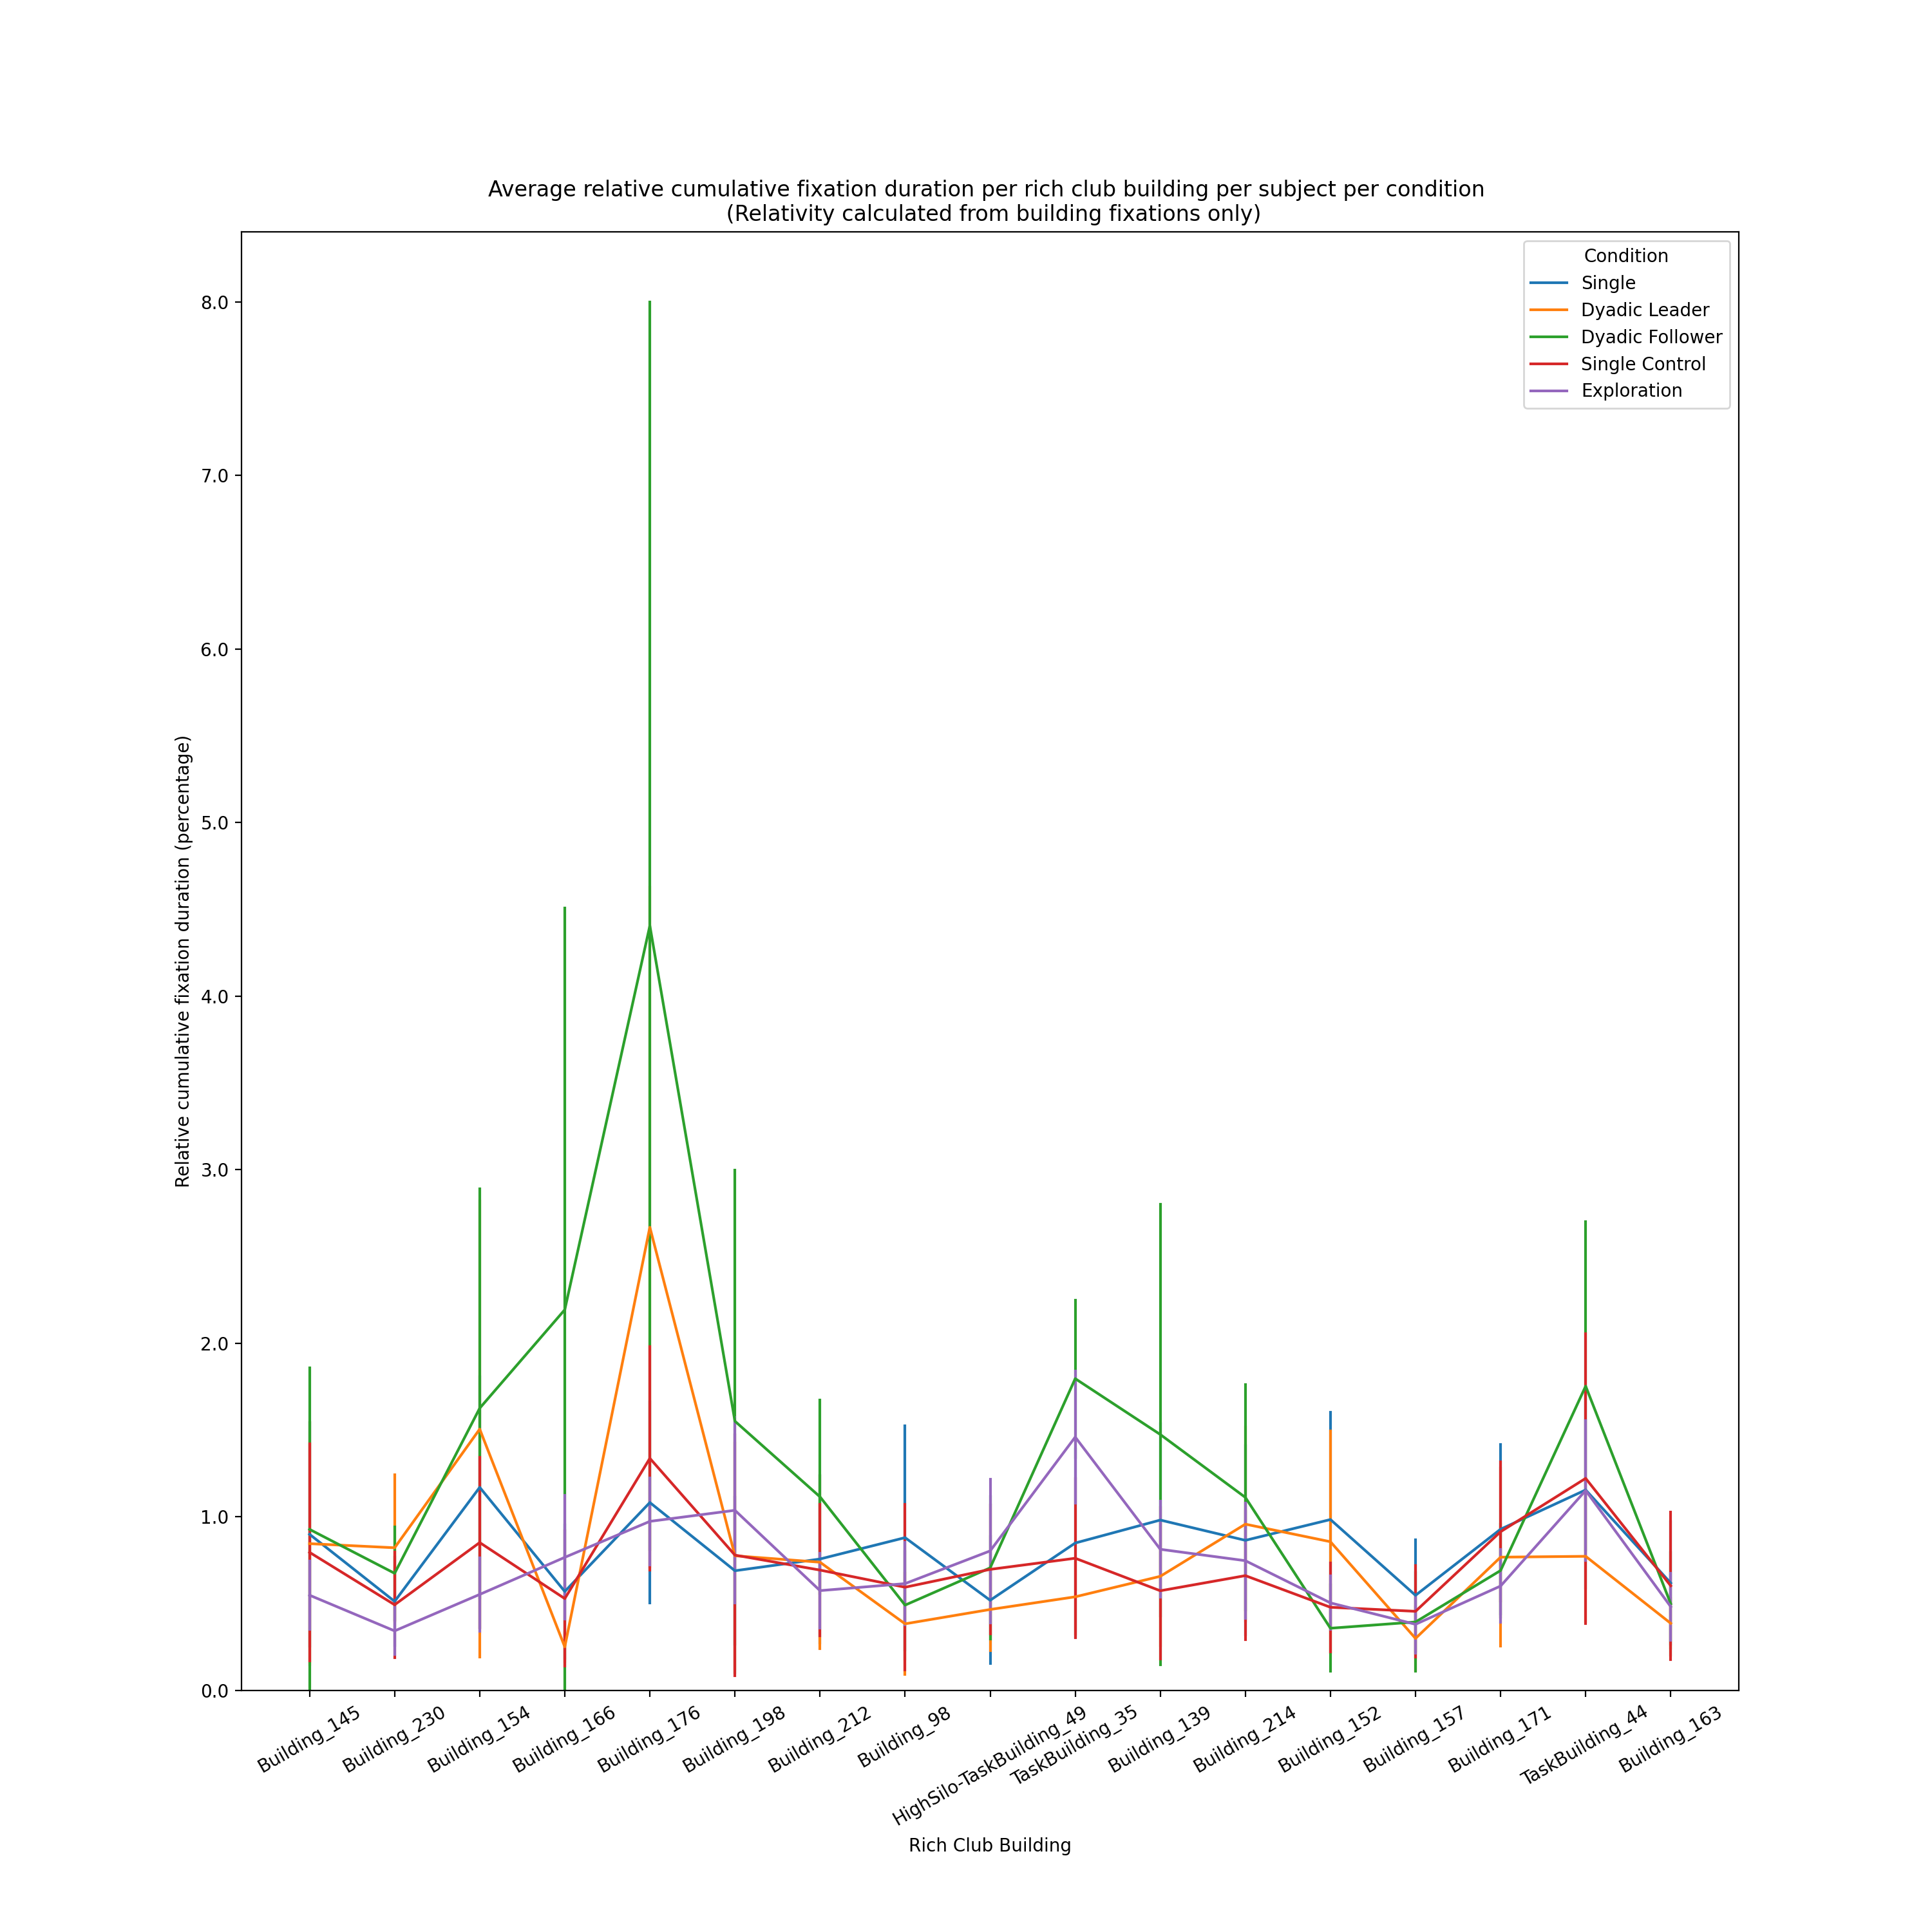 Average relative cumulative fixation duration per rich club building per subject per condition
(Relativity calculated from building fixations only)
Condition
Single
Dyadic Leader
Dyadic Follower
Single Control
Exploration
8.0
7.0
6.0
5.0
4.0
3.0
2.0
1.0
0.0
Relative cumulative fixation duration (percentage)
Building_145
Building_230
Building_154
Building_166
Building_176
Building_198
Building_212
Building_98
HighSilo-TaskBuilding_49
TaskBuilding_35
Building_139
Building_214
Building_152
Building_157
Building_171
TaskBuilding_44
Building_163
Rich Club Building